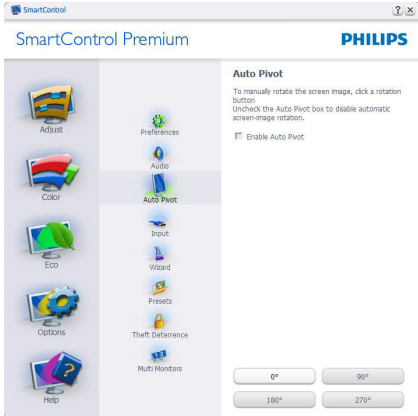 SmartControl
SmartControl Premium
PHILIPS
Adjust
Color
Eco
Options
Help
Preferences
Audio
Auto Pivot
Input
Wizard
Presets
Theft Deterrence
Multi Monitors
Auto Pivot
To manually rotate the screen image, click a rotation
button
Uncheck the Auto Pivot box to disable automatic
screen-image rotation.
Enable Auto Pivot
0°
90°
180°
270°